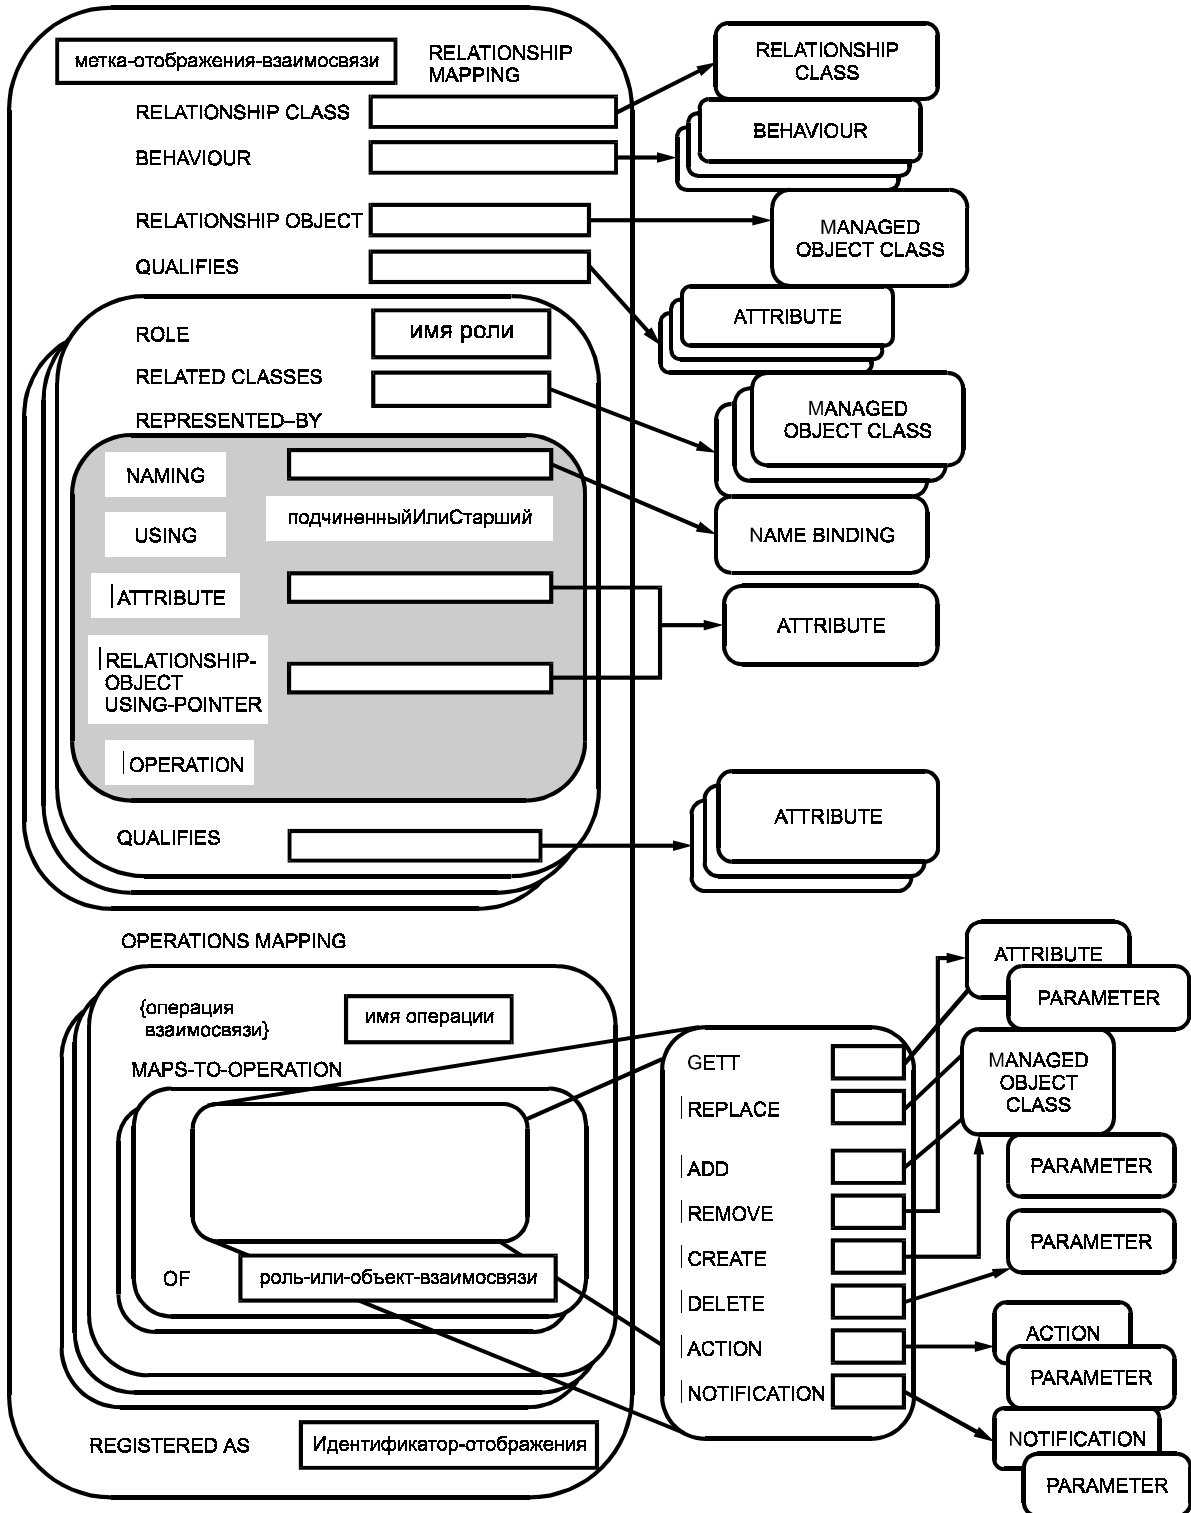 метка-отображения-взаимосвязи
RELATIONSHIP
MAPPING
RELATIONSHIP CLASS
RELATIONSHIP
CLASS
BEHAVIOUR
BEHAVIOUR
RELATIONSHIP OBJECT
MANAGED
OBJECT CLASS
QUALIFIES
ATTRIBUTE
ROLE
имя роли
RELATED CLASSES
MANAGED
OBJECT CLASS
REPRESENTED–BY
NAMING
NAME BINDING
USING
подчиненныйИлиСтарший
|ATTRIBUTE
ATTRIBUTE
|RELATIONSHIP-
OBJECT
USING-POINTER
|OPERATION
QUALIFIES
ATTRIBUTE
OPERATIONS MAPPING
{операция
взаимосвязи}
имя операции
MAPS-TO-OPERATION
OF
роль-или-объект-взаимосвязи
GETT
|REPLACE
|ADD
|REMOVE
|CREATE
|DELETE
|ACTION
|NOTIFICATION
ATTRIBUTE
PARAMETER
MANAGED
OBJECT
CLASS
PARAMETER
PARAMETER
ACTION
PARAMETER
NOTIFICATION
PARAMETER
REGISTERED AS
Идентификатор-отображения